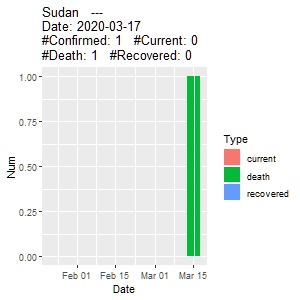 Sudan   ---
Date: 2020-03-17
#Confirmed: 1   #Current: 0
#Death: 1   #Recovered: 0
1.00
0.75
0.50
0.25
0.00
Num
Feb 01   Feb 15   Mar 01   Mar 15
Date
Type
current
death
recovered